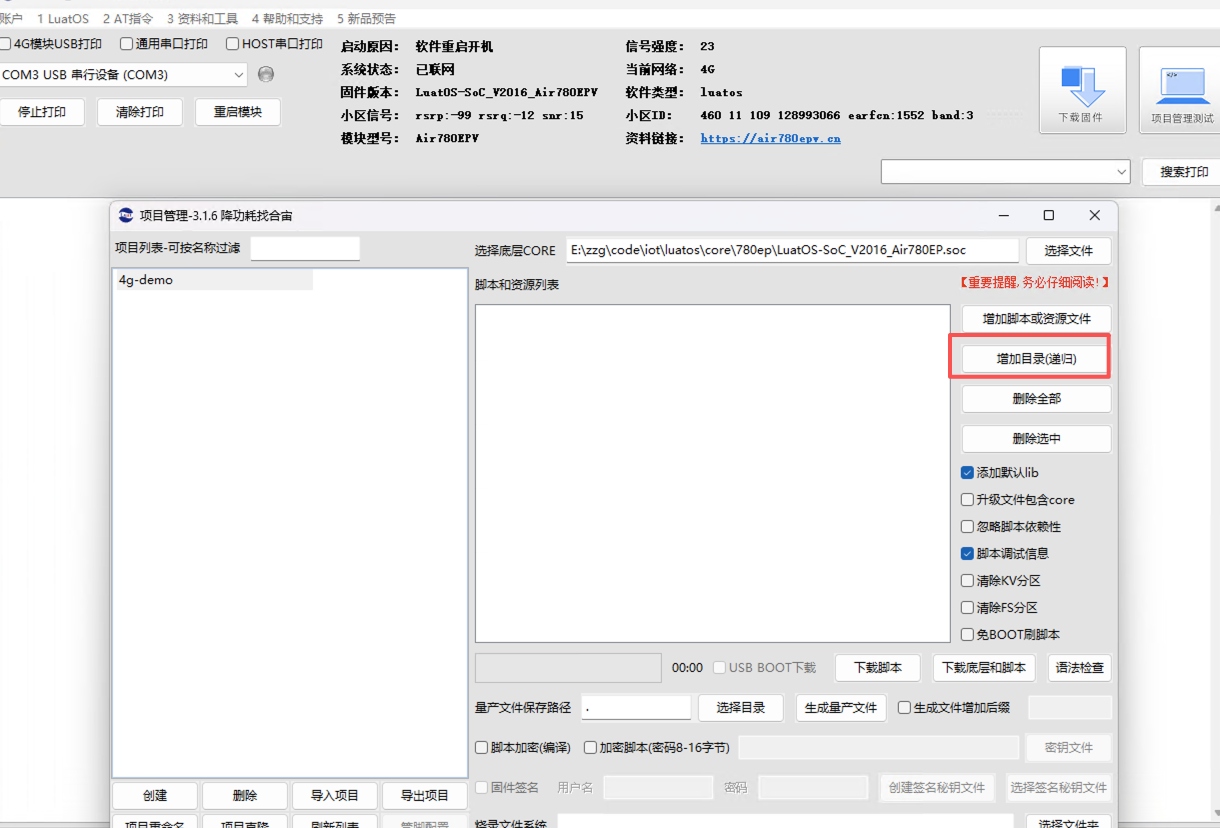 账户 1 LuatOS 2 AT指令 3 资料和工具 4 帮助和支持 5 新品预告
4G模块USB打印 通用串口打印 HOST串口打印
COM3 USB 串行设备 (COM3)
停止打印 清除打印 重启模块
启动原因: 软件重启开机 信号强度: 23
系统状态: 已联网 当前网络: 4G
固件版本: LuatOS-SoC_V2016_Air780EPV 软件类型: luatos
小区信号: rsrp:-99 rsrq:-12 snr:15 小区ID: 460 11 109 128993066 earfcn:1552 band:3
模块型号: Air780EPV 资料链接: https://air780epv.cn
下载固件 项目管理测试
搜索打印
项目管理-3.1.6 降功耗找合宙
项目列表-可按名称过滤 选择底层CORE E:\zzg\code\iot\luatos\core\780ep\LuatOS-SoC_V2016_Air780EP.soc 选择文件
4g-demo
脚本和资源列表 【重要提醒, 务必仔细阅读!】
增加脚本或资源文件
增加目录(递归)
删除全部
删除选中
添加默认lib
升级文件包含core
忽略脚本依赖性
脚本调试信息
清除KV分区
清除FS分区
免BOOT刷脚本
00:00 USB BOOT下载 下载脚本 下载底层和脚本 语法检查
量产文件保存路径 . 选择目录 生成量产文件 生成文件增加后缀
脚本加密(编译) 加密脚本(密码8-16字节) 密钥文件
固件签名 用户名 密码 创建签名秘钥文件 选择签名秘钥文件
创建 删除 导入项目 导出项目
项目重命名 项目克隆 刷新列表 管脚配置
烧录文件系统 选择文件夹